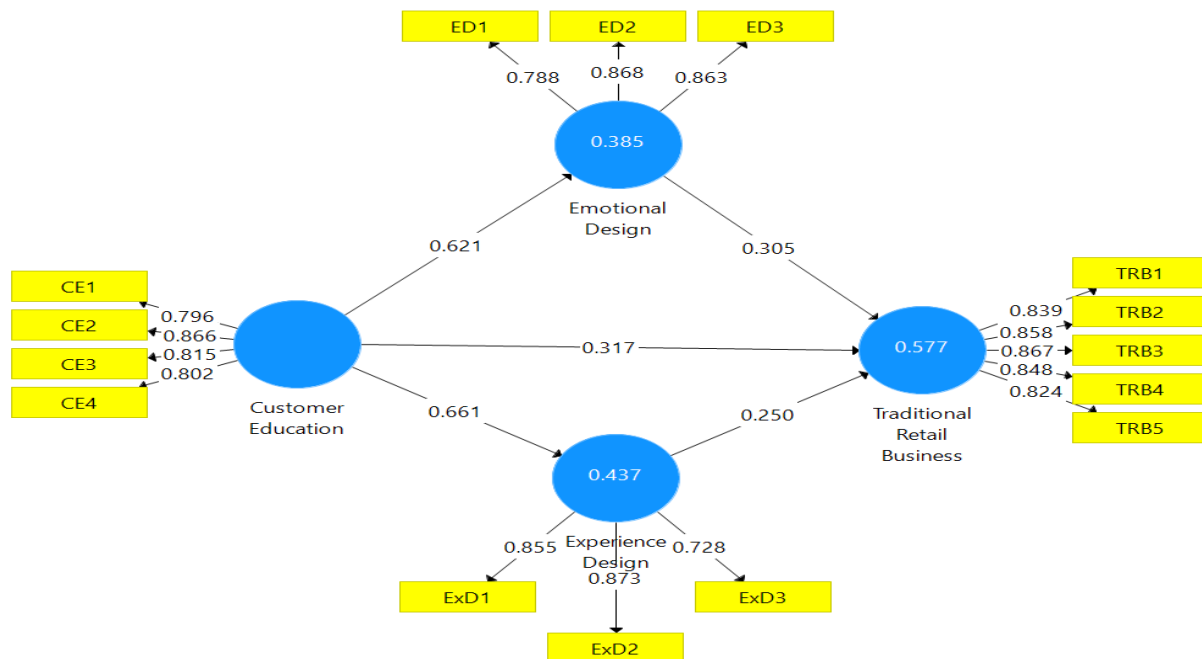 ED1
ED2
ED3
0.788
0.868
0.863
0.385
Emotional
Design
0.621
0.305
CE1
CE2
CE3
CE4
0.796
0.866
0.815
0.802
Customer
Education
0.317
0.661
0.250
0.577
Traditional
Retail
Business
0.839
0.858
0.867
0.848
0.824
TRB1
TRB2
TRB3
TRB4
TRB5
0.437
Experience
Design
0.855
0.873
0.728
ExD1
ExD2
ExD3